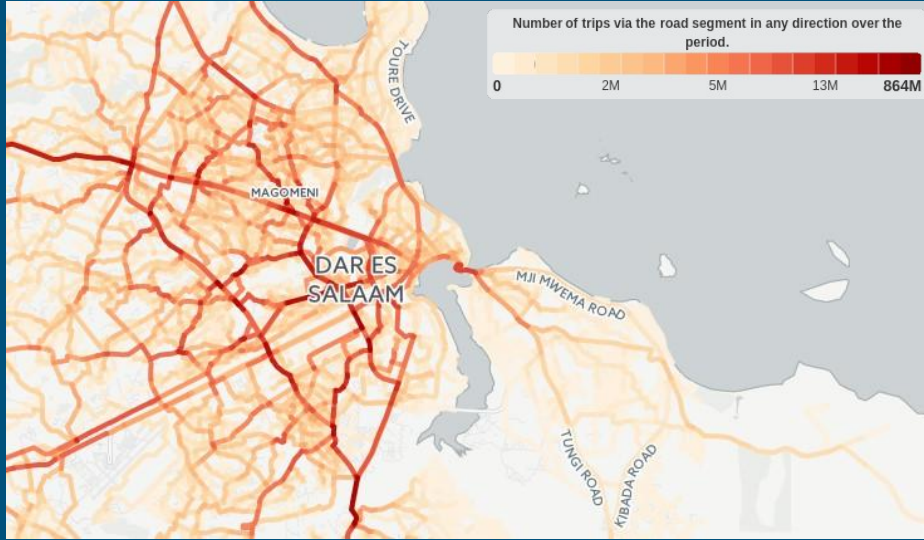 Number of trips via the road segment in any direction over the
period.
0 2M 5M 13M 864M
TOURE DRIVE
MAGOMENI
DAR ES
SALAAM
MJI MWEMA ROAD
TUNGI ROAD
KIBADA ROAD